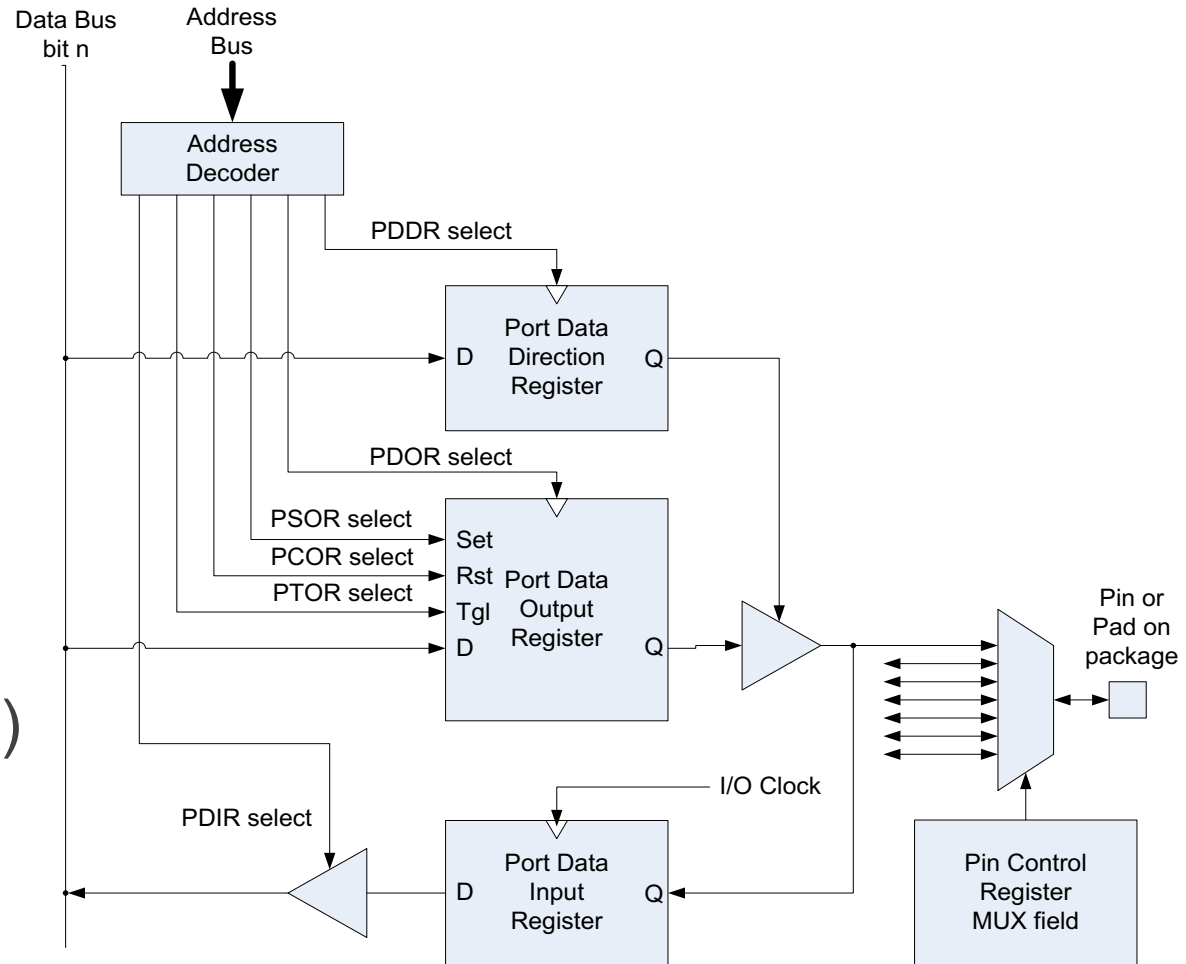 Data Bus
bit n
Address
Bus
Address
Decoder
PDDR select
Port Data
Direction
Register
D
Q
PDOR select
PSOR select
PCOR select
PTOR select
Set
Rst
Tgl
D
Port Data
Output
Register
Q
Pin or
Pad on
package
)
I/O Clock
PDIR select
Port Data
Input
Register
D
Q
Pin Control
Register
MUX field